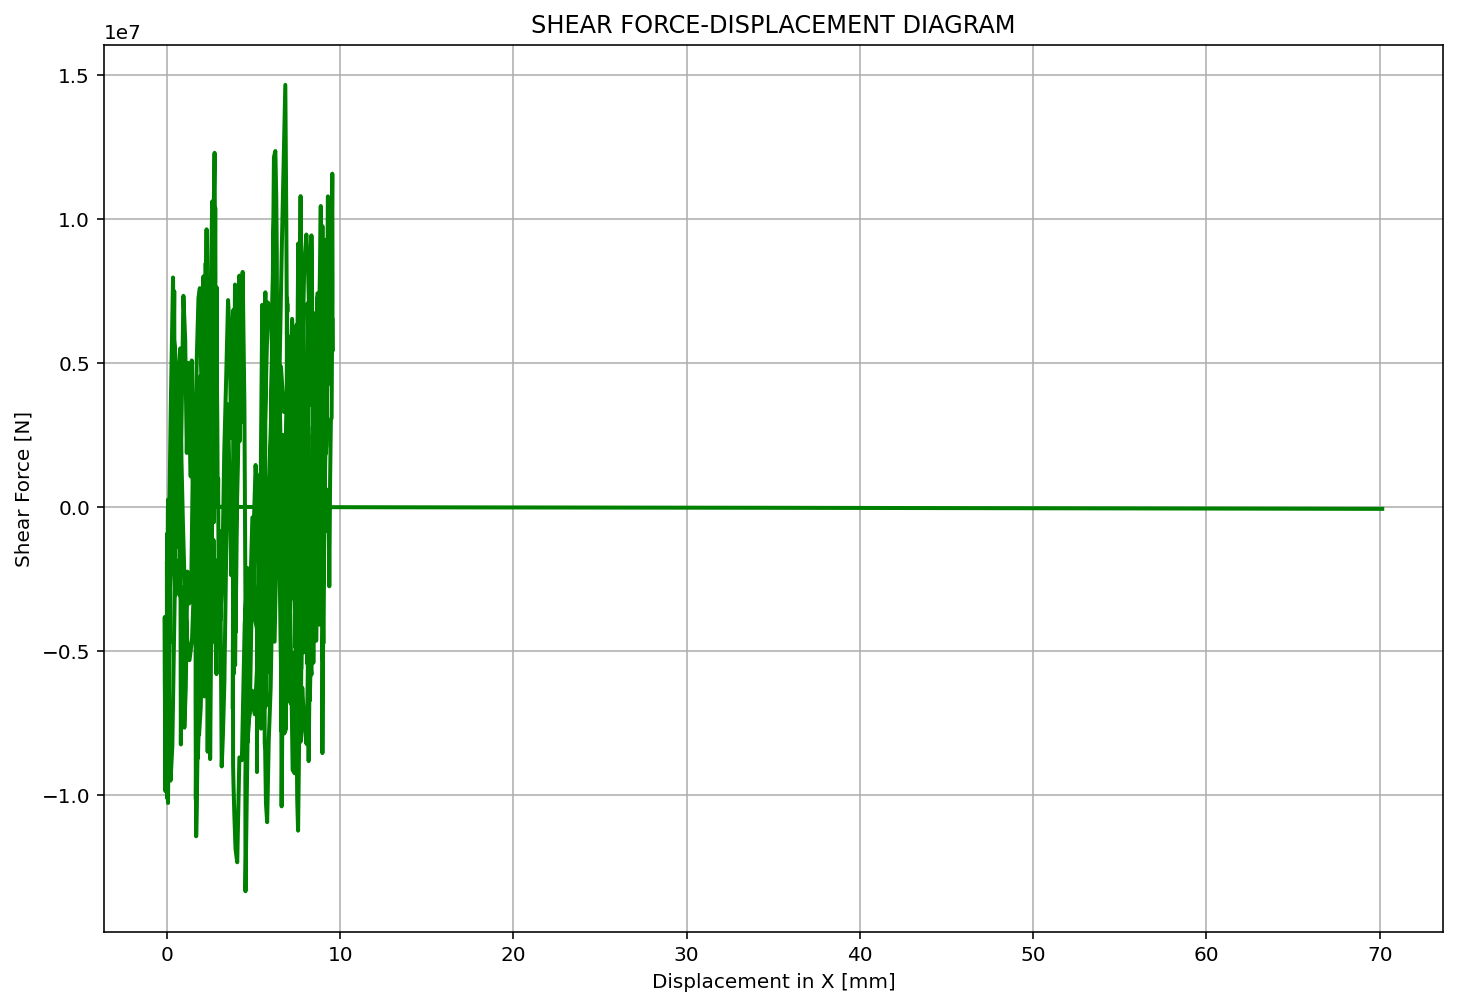 SHEAR FORCE-DISPLACEMENT DIAGRAM
1e7
1.5
1.0
0.5
0.0
−0.5
−1.0
Shear Force [N]
0 10 20 30 40 50 60 70
Displacement in X [mm]